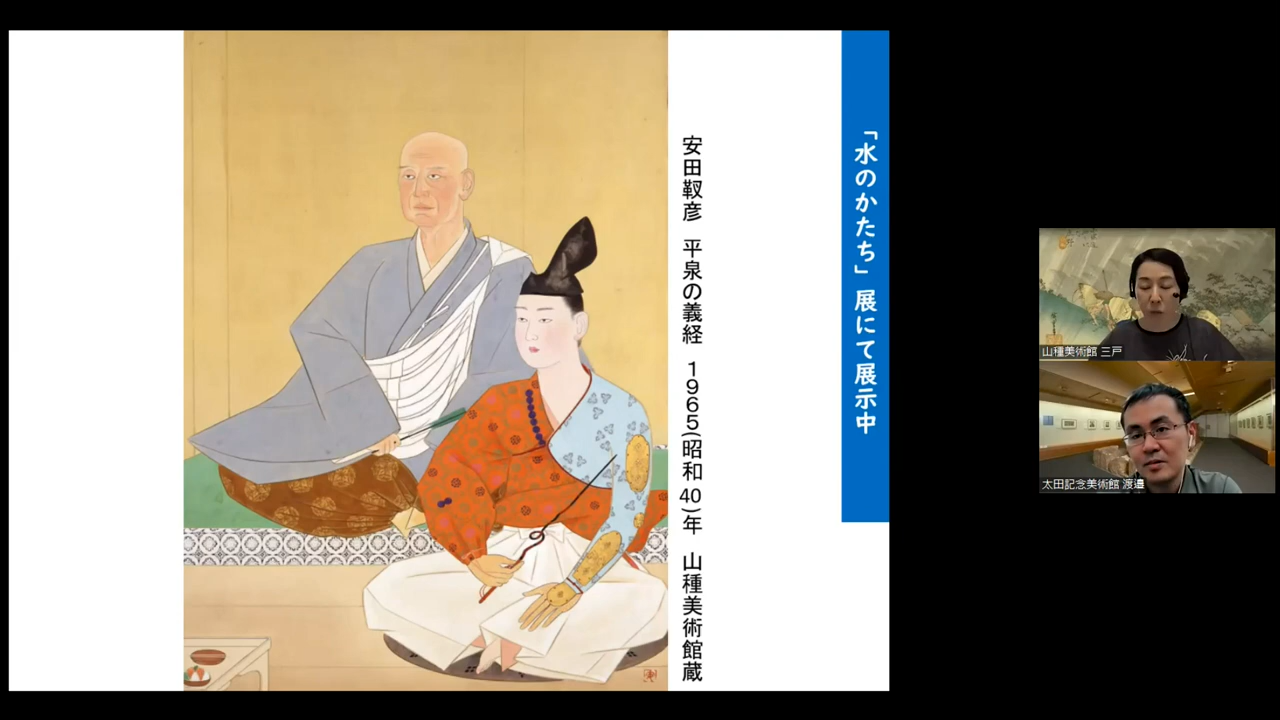 「水のかたち」展にて展示中
安田靫彦　平泉の義経　1965(昭和40)年　山種美術館蔵
山種美術館 三戸
太田記念美術館 渡邉